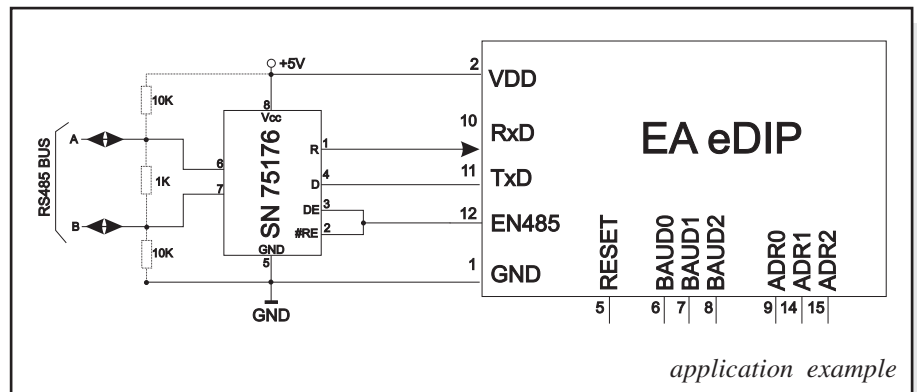 +5V
2
VDD
10K
8
Vcc
10
RxD
EA eDIP
A
R
1
6
11
TxD
RS485 BUS
1K
SN 75176
D
4
7
DE
3
12
EN485
B
#RE
2
10K
GND
5
1
GND
GND
RESET
BAUD0
BAUD1
BAUD2
ADR0
ADR1
ADR2
5
6
7
8
9
14
15
application example